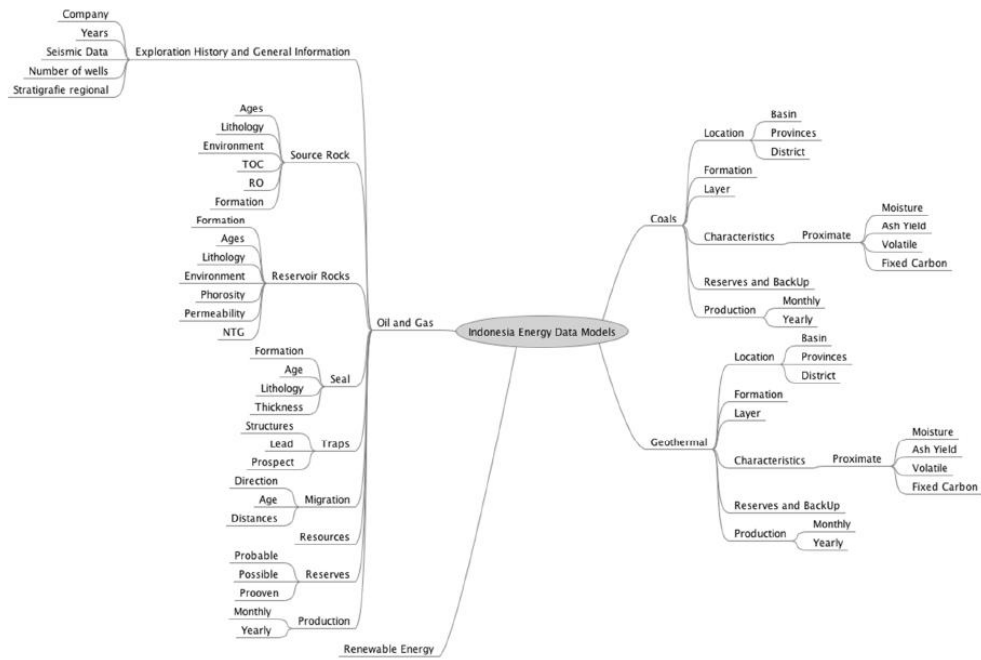 Company
Years
Seismic Data
Number of wells
Stratigrafie regional
Exploration History and General Information
Ages
Lithology
Environment
TOC
RO
Formation
Source Rock
Formation
Ages
Lithology
Environment
Phorosity
Permeability
NTG
Reservoir Rocks
Formation
Age
Lithology
Thickness
Seal
Structures
Lead
Prospect
Traps
Direction
Age
Distances
Migration
Resources
Probable
Possible
Prooven
Reserves
Monthly
Yearly
Production
Oil and Gas
Renewable Energy
Indonesia Energy Data Models
Coals
Location
Basin
Provinces
District
Formation
Layer
Characteristics
Proximate
Moisture
Ash Yield
Volatile
Fixed Carbon
Reserves and BackUp
Production
Monthly
Yearly
Geothermal
Location
Basin
Provinces
District
Formation
Layer
Characteristics
Proximate
Moisture
Ash Yield
Volatile
Fixed Carbon
Reserves and BackUp
Production
Monthly
Yearly